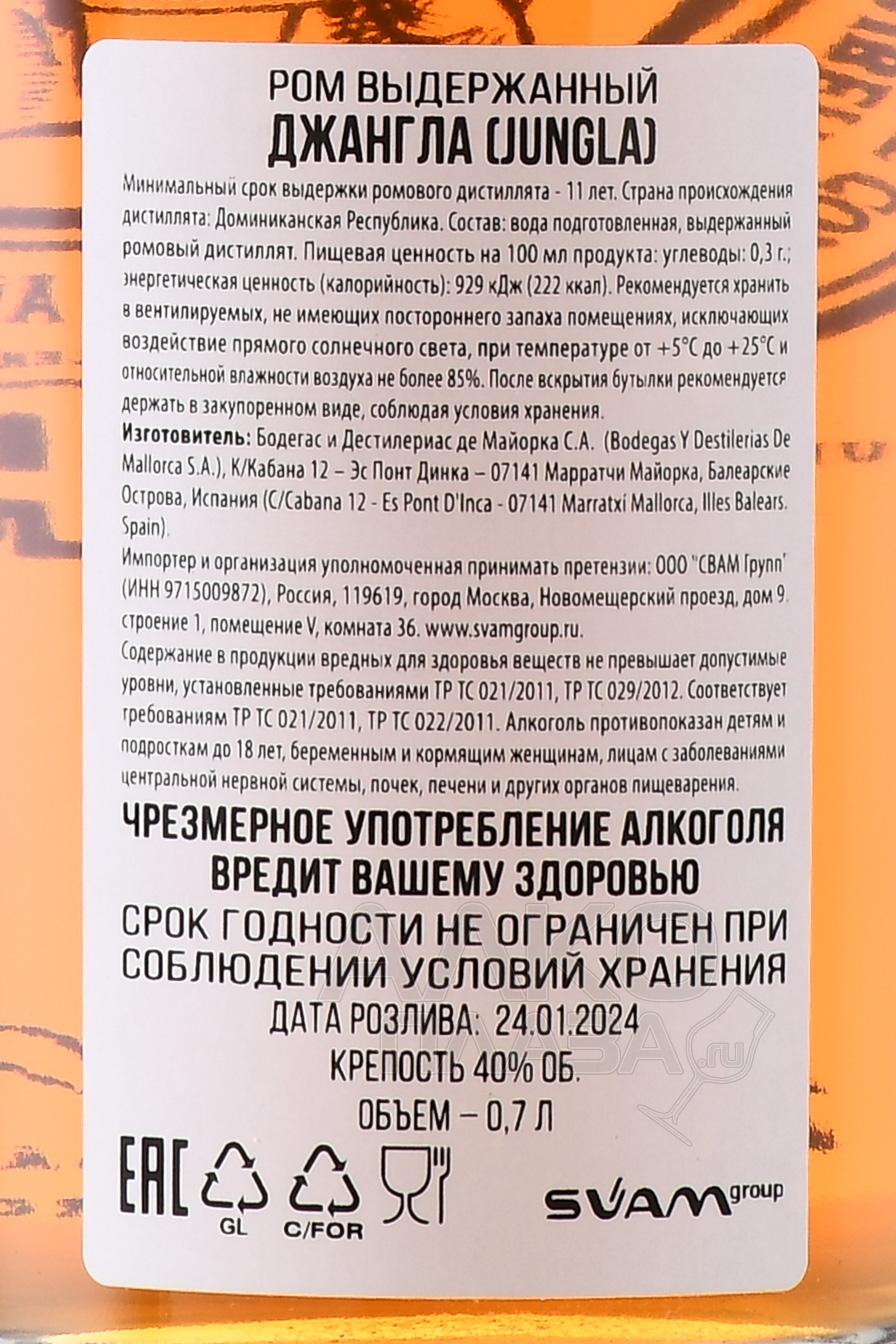 РОМ ВЫДЕРЖАННЫЙ
ДЖАНГЛА (JUNGLA)
Минимальный срок выдержки ромового дистиллята - 11 лет. Страна происхождения
дистиллята: Доминиканская Республика. Состав: вода подготовленная, выдержанный
ромовый дистиллят. Пищевая ценность на 100 мл продукта: углеводы: 0,3 г.;
энергетическая ценность (калорийность): 929 кДж (222 ккал). Рекомендуется хранить
в вентилируемых, не имеющих постороннего запаха помещениях, исключающих
воздействие прямого солнечного света, при температуре от +5°С до +25°С и
относительной влажности воздуха не более 85%. После вскрытия бутылки рекомендуется
держать в закупоренном виде, соблюдая условия хранения.
Изготовитель: Бодегас и Дестилериас де Майорка С.А. (Bodegas Y Destilerias De
Mallorca S.A.), К/Кабана 12 – Эс Понт Динка – 07141 Марратчи Майорка, Балеарские
Острова, Испания (C/Cabana 12 - Es Pont D'Inca - 07141 Marratxí Mallorca, Illes Balears.
Spain).
Импортер и организация уполномоченная принимать претензии: ООО "СВАМ Групп"
(ИНН 9715009872), Россия, 119619, город Москва, Новомещерский проезд, дом 9.
строение 1, помещение V, комната 36. www.svamgroup.ru.
Содержание в продукции вредных для здоровья веществ не превышает допустимые
уровни, установленные требованиями ТР ТС 021/2011, ТР ТС 029/2012. Соответствует
требованиям ТР ТС 021/2011, ТР ТС 022/2011. Алкоголь противопоказан детям и
подросткам до 18 лет, беременным и кормящим женщинам, лицам с заболеваниями
центральной нервной системы, почек, печени и других органов пищеварения.
ЧРЕЗМЕРНОЕ УПОТРЕБЛЕНИЕ АЛКОГОЛЯ
ВРЕДИТ ВАШЕМУ ЗДОРОВЬЮ
СРОК ГОДНОСТИ НЕ ОГРАНИЧЕН ПРИ
СОБЛЮДЕНИИ УСЛОВИЙ ХРАНЕНИЯ
ДАТА РОЗЛИВА: 24.01.2024
КРЕПОСТЬ 40% ОБ.
ОБЪЕМ – 0,7 Л
ЕАС
GL
C/FOR
SVAM group
АЛКО
ПЛАЗА.ru